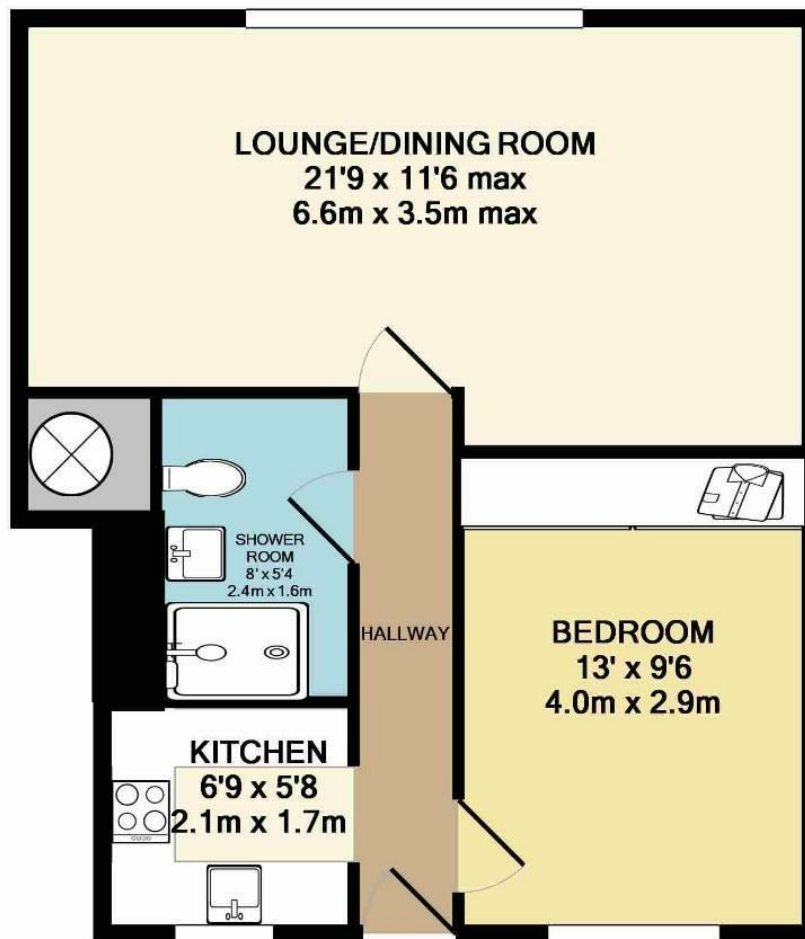 LOUNGE/DINING ROOM
21'9 x 11'6 max
6.6m x 3.5m max
SHOWER
ROOM
8' x 5'4
2.4m x 1.6m
HALLWAY
BEDROOM
13' x 9'6
4.0m x 2.9m
KITCHEN
6'9 x 5'8
2.1m x 1.7m